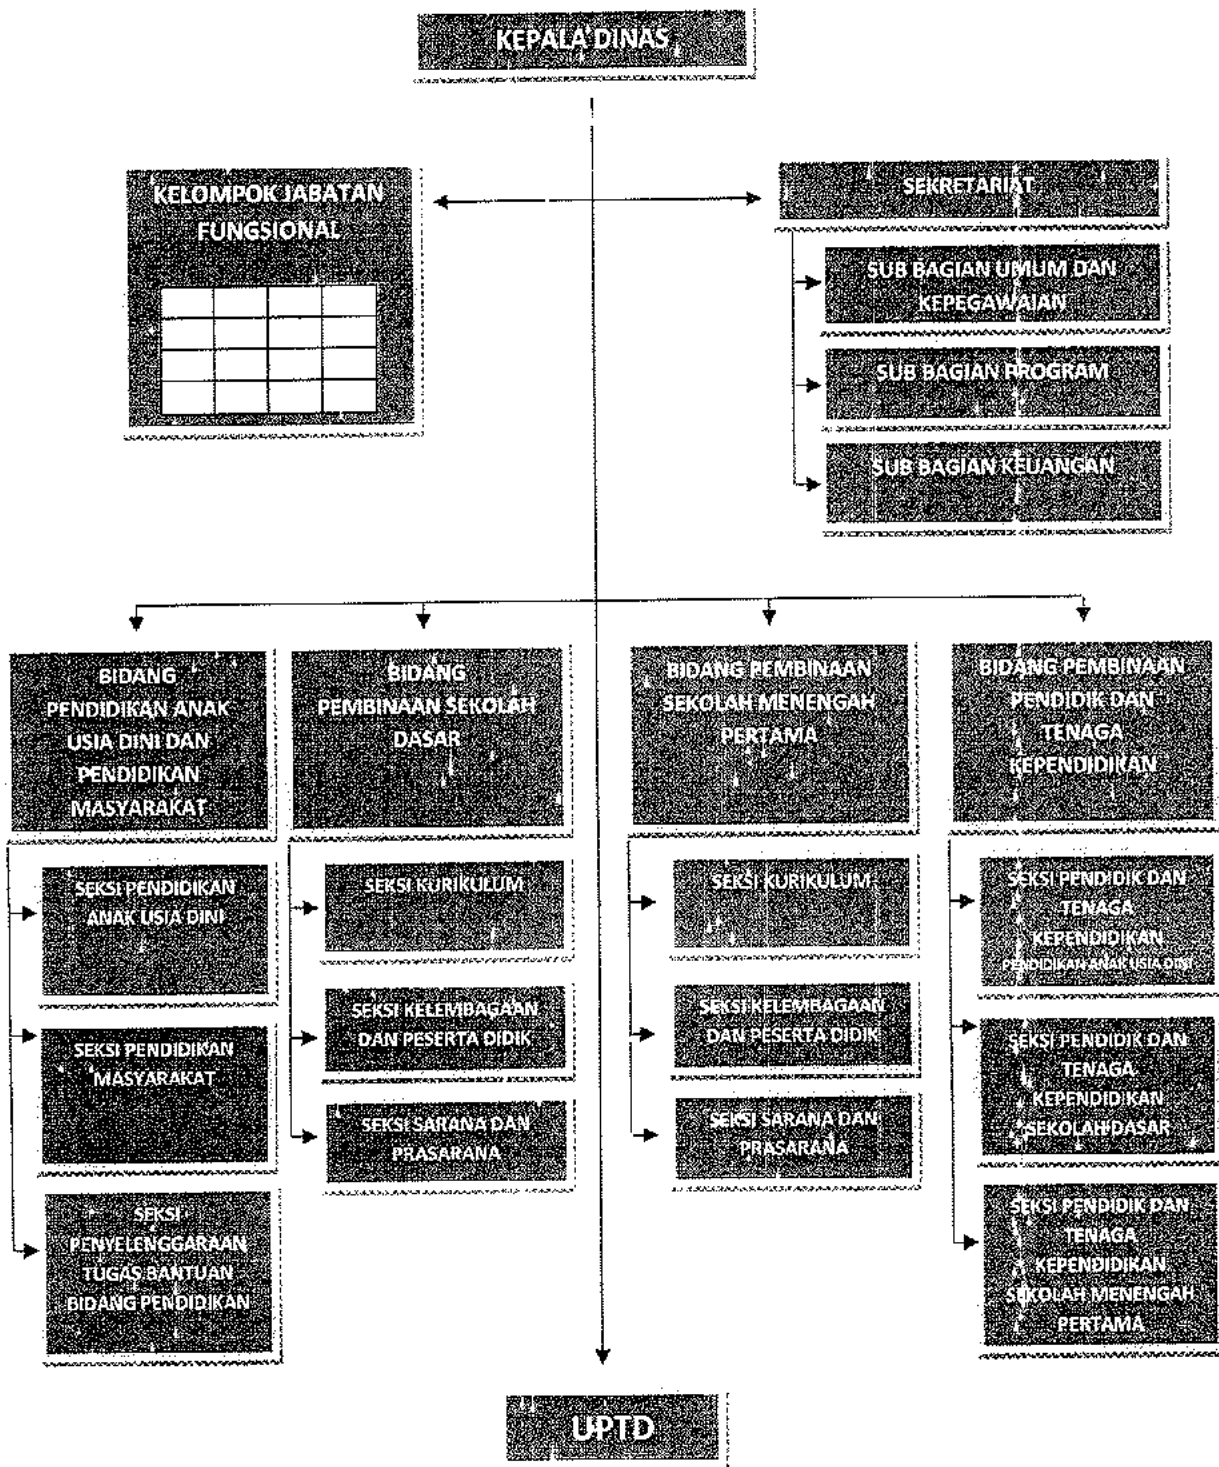 KEPALA DINAS
KELOMPOK JABATAN
FUNGSIONAL
SEKRETARIAT
SUB BAGIAN UMUM DAN
KEPEGAWAIAN
SUB BAGIAN PROGRAM
SUB BAGIAN KEUANGAN
BIDANG
PENDIDIKAN ANAK
USIA DINI DAN
PENDIDIKAN
MASYARAKAT
SEKSI PENDIDIKAN
ANAK USIA DINI
SEKSI PENDIDIKAN
MASYARAKAT
SEKSI
PENYELENGGARAAN
TUGAS BANTUAN
BIDANG PENDIDIKAN
BIDANG
PEMBINAAN SEKOLAH
DASAR
SEKSI KURIKULUM
SEKSI KELEMBAGAAN
DAN PESERTA DIDIK
SEKSI SARANA DAN
PRASARANA
BIDANG PEMBINAAN
SEKOLAH MENENGAH
PERTAMA
SEKSI KURIKULUM
SEKSI KELEMBAGAAN
DAN PESERTA DIDIK
SEKSI SARANA DAN
PRASARANA
BIDANG PEMBINAAN
PENDIDIK DAN
TENAGA
KEPENDIDIKAN
SEKSI PENDIDIK DAN
TENAGA
KEPENDIDIKAN
PENDIDIKAN ANAK USIA DINI
SEKSI PENDIDIK DAN
TENAGA
KEPENDIDIKAN
SEKOLAH DASAR
SEKSI PENDIDIK DAN
TENAGA
KEPENDIDIKAN
SEKOLAH MENENGAH
PERTAMA
UPTD